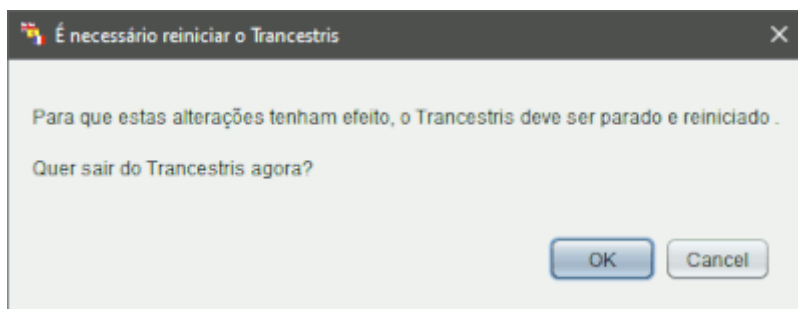 É necessário reiniciar o Trancestris
Para que estas alterações tenham efeito, o Trancestris deve ser parado e reiniciado .
Quer sair do Trancestris agora?
OK
Cancel